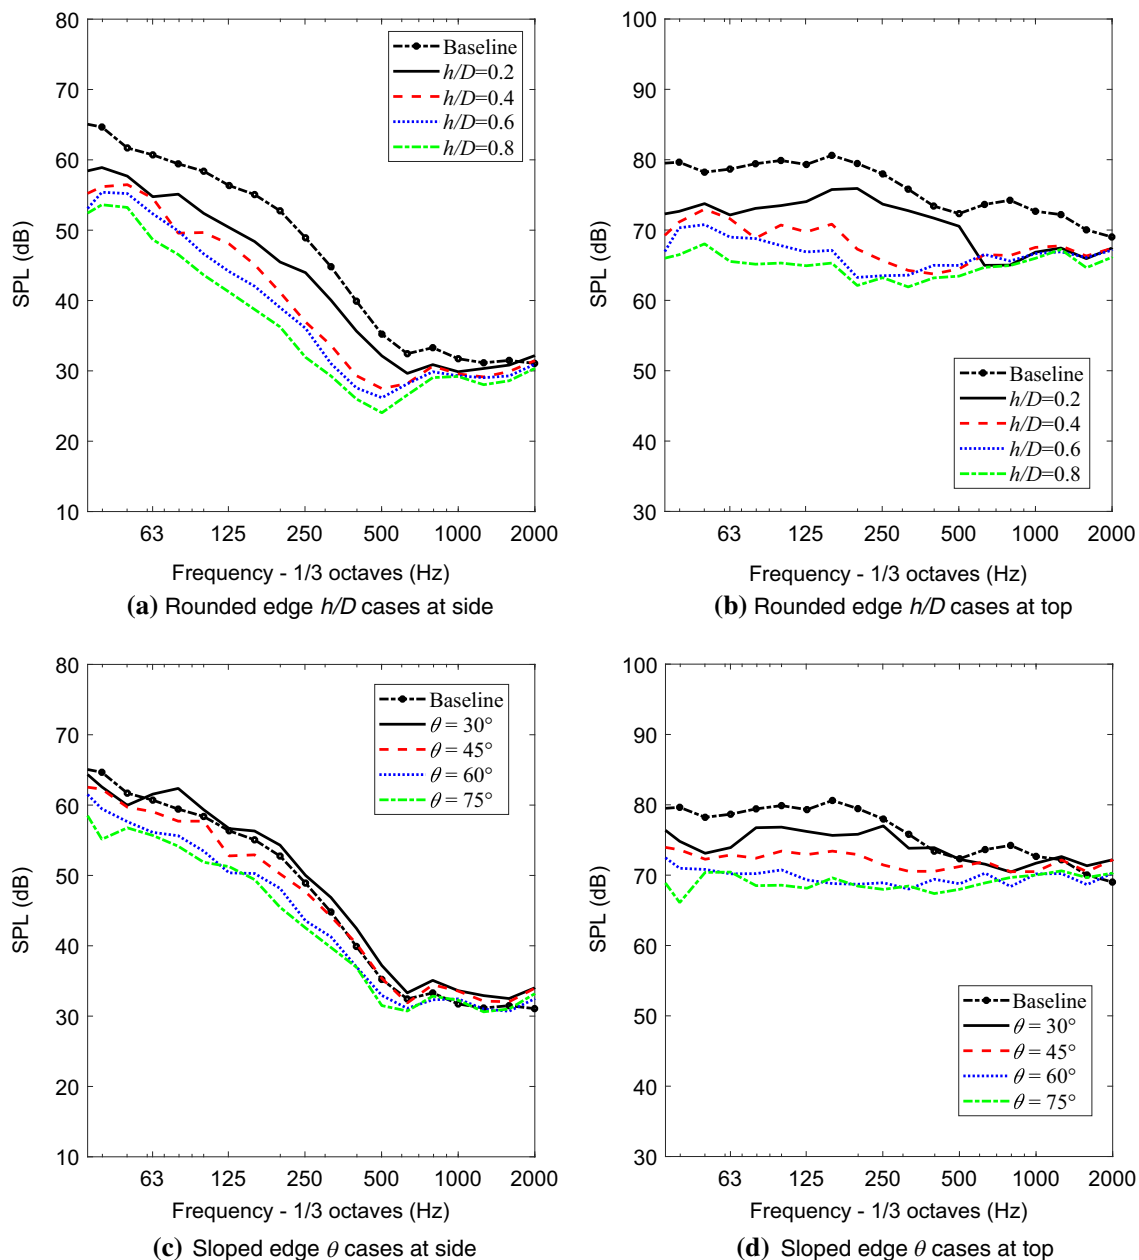 80
70
60
50
40
30
20
10
SPL (dB)
Baseline
h/D=0.2
h/D=0.4
h/D=0.6
h/D=0.8
63 125 250 500 1000 2000
Frequency - 1/3 octaves (Hz)
(a) Rounded edge h/D cases at side
100
90
80
70
60
50
40
30
SPL (dB)
Baseline
h/D=0.2
h/D=0.4
h/D=0.6
h/D=0.8
63 125 250 500 1000 2000
Frequency - 1/3 octaves (Hz)
(b) Rounded edge h/D cases at top
80
70
60
50
40
30
20
10
SPL (dB)
Baseline
θ = 30°
θ = 45°
θ = 60°
θ = 75°
63 125 250 500 1000 2000
Frequency - 1/3 octaves (Hz)
(c) Sloped edge θ cases at side
100
90
80
70
60
50
40
30
SPL (dB)
Baseline
θ = 30°
θ = 45°
θ = 60°
θ = 75°
63 125 250 500 1000 2000
Frequency - 1/3 octaves (Hz)
(d) Sloped edge θ cases at top